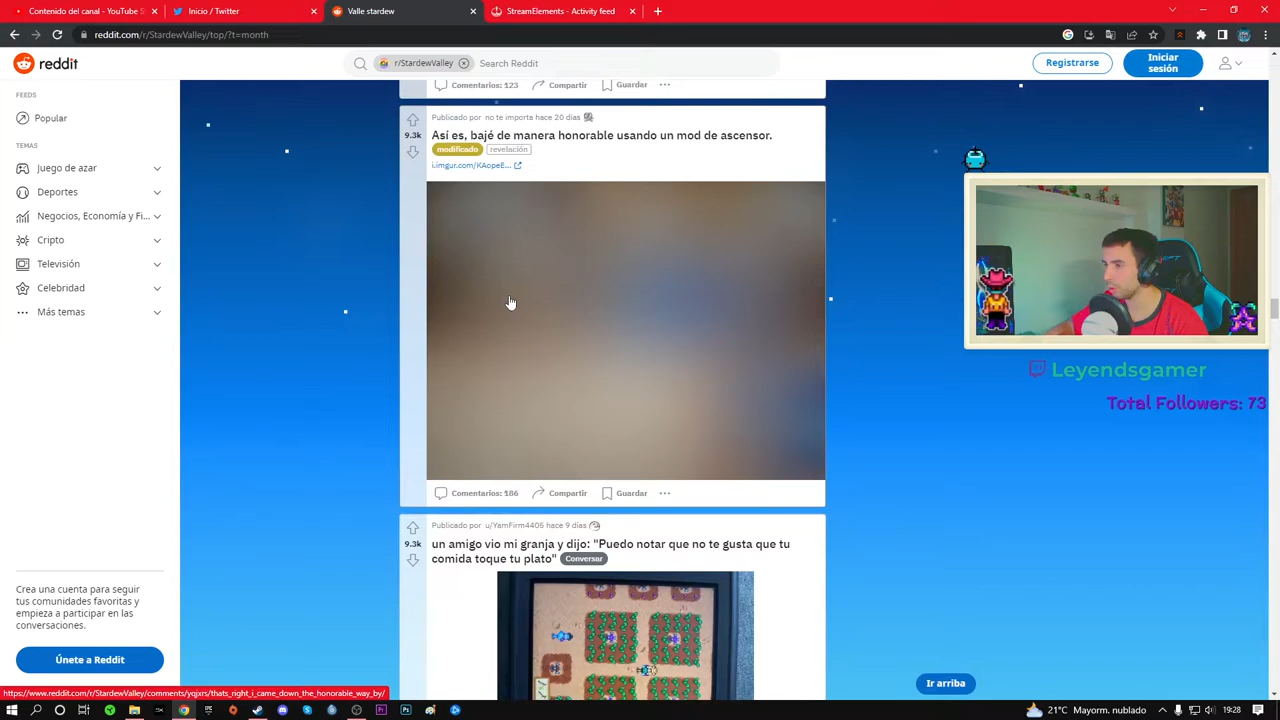 Contenido del canal - YouTube S
Inicio / Twitter
Valle stardew
StreamElements - Activity feed
reddit.com/r/StardewValley/top/?t=month
reddit
r/StardewValley
Search Reddit
Registrarse
Iniciar
sesión
FEEDS
Popular
TEMAS
Juego de azar
Deportes
Negocios, Economía y Fi...
Cripto
Televisión
Celebridad
Más temas
Crea una cuenta para seguir
tus comunidades favoritas y
empieza a participar en las
conversaciones.
Únete a Reddit
Comentarios: 123
Compartir
Guardar
9.3k
Publicado por no te importa hace 20 días
Así es, bajé de manera honorable usando un mod de ascensor.
modificado
revelación
i.imgur.com/KAopeE...
Comentarios: 186
Compartir
Guardar
9.3k
Publicado por u/YamFirm4405 hace 9 días
un amigo vio mi granja y dijo: "Puedo notar que no te gusta que tu
comida toque tu plato"
Conversar
Leyendsgamer
Total Followers: 73
Ir arriba
https://www.reddit.com/r/StardewValley/comments/yqjxrs/thats_right_i_came_down_the_honorable_way_by/
21°C Mayorm. nublado
19:28